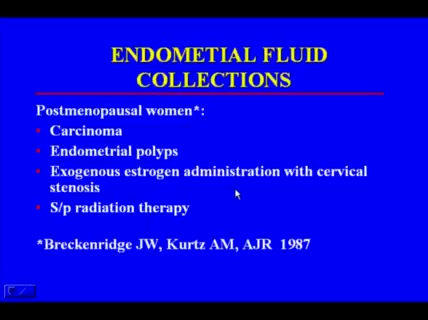 ENDOMETIAL FLUID
COLLECTIONS
Postmenopausal women*:
Carcinoma
Endometrial polyps
Exogenous estrogen administration with cervical
stenosis
S/p radiation therapy
*Breckenridge JW, Kurtz AM, AJR 1987